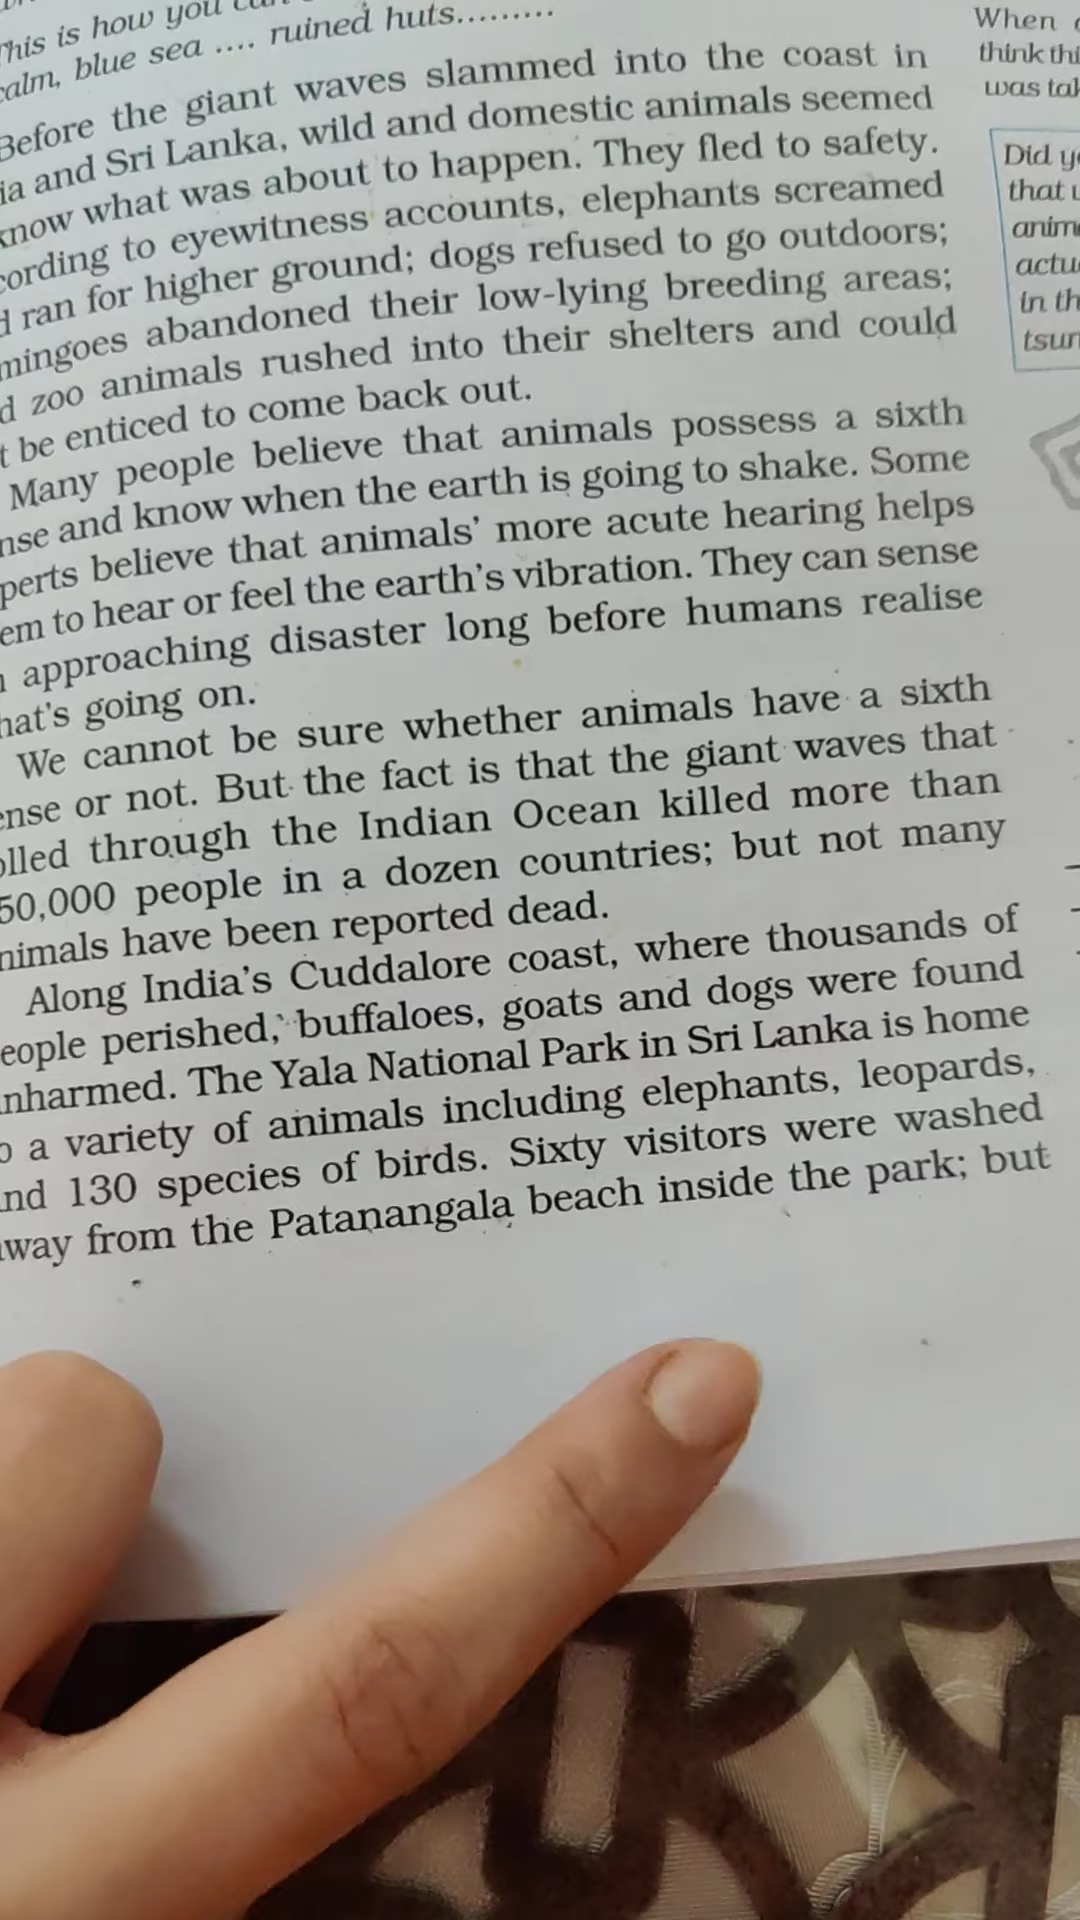 This is how you
calm, blue sea .... ruined huts.........
Before the giant waves slammed into the coast in
ia and Sri Lanka, wild and domestic animals seemed
know what was about to happen. They fled to safety.
cording to eyewitness accounts, elephants screamed
d ran for higher ground; dogs refused to go outdoors;
mingoes abandoned their low-lying breeding areas;
d zoo animals rushed into their shelters and could
t be enticed to come back out.
Many people believe that animals possess a sixth
nse and know when the earth is going to shake. Some
perts believe that animals' more acute hearing helps
em to hear or feel the earth's vibration. They can sense
approaching disaster long before humans realise
hat's going on.
We cannot be sure whether animals have a sixth
ense or not. But the fact is that the giant waves that
olled through the Indian Ocean killed more than
50,000 people in a dozen countries; but not many
nimals have been reported dead.
Along India's Cuddalore coast, where thousands of
eople perished, buffaloes, goats and dogs were found
nharmed. The Yala National Park in Sri Lanka is home
o a variety of animals including elephants, leopards,
nd 130 species of birds. Sixty visitors were washed
way from the Patanangala beach inside the park; but
When
think thi
was tak
Did yo
that
anima
actu
in th
tsun